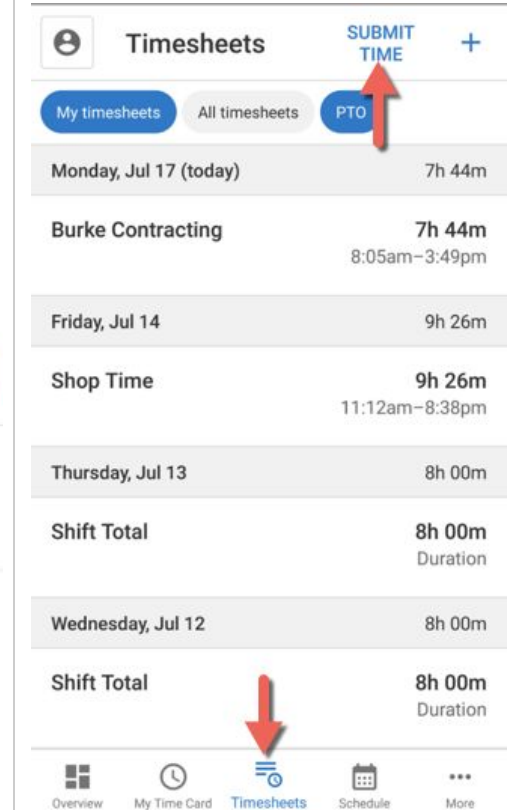 Timesheets
SUBMIT
TIME
+
My timesheets
All timesheets
PTO
Monday, Jul 17 (today) 7h 44m
Burke Contracting 7h 44m
8:05am–3:49pm
Friday, Jul 14 9h 26m
Shop Time 9h 26m
11:12am–8:38pm
Thursday, Jul 13 8h 00m
Shift Total 8h 00m
Duration
Wednesday, Jul 12 8h 00m
Shift Total 8h 00m
Duration
Overview My Time Card Timesheets Schedule More